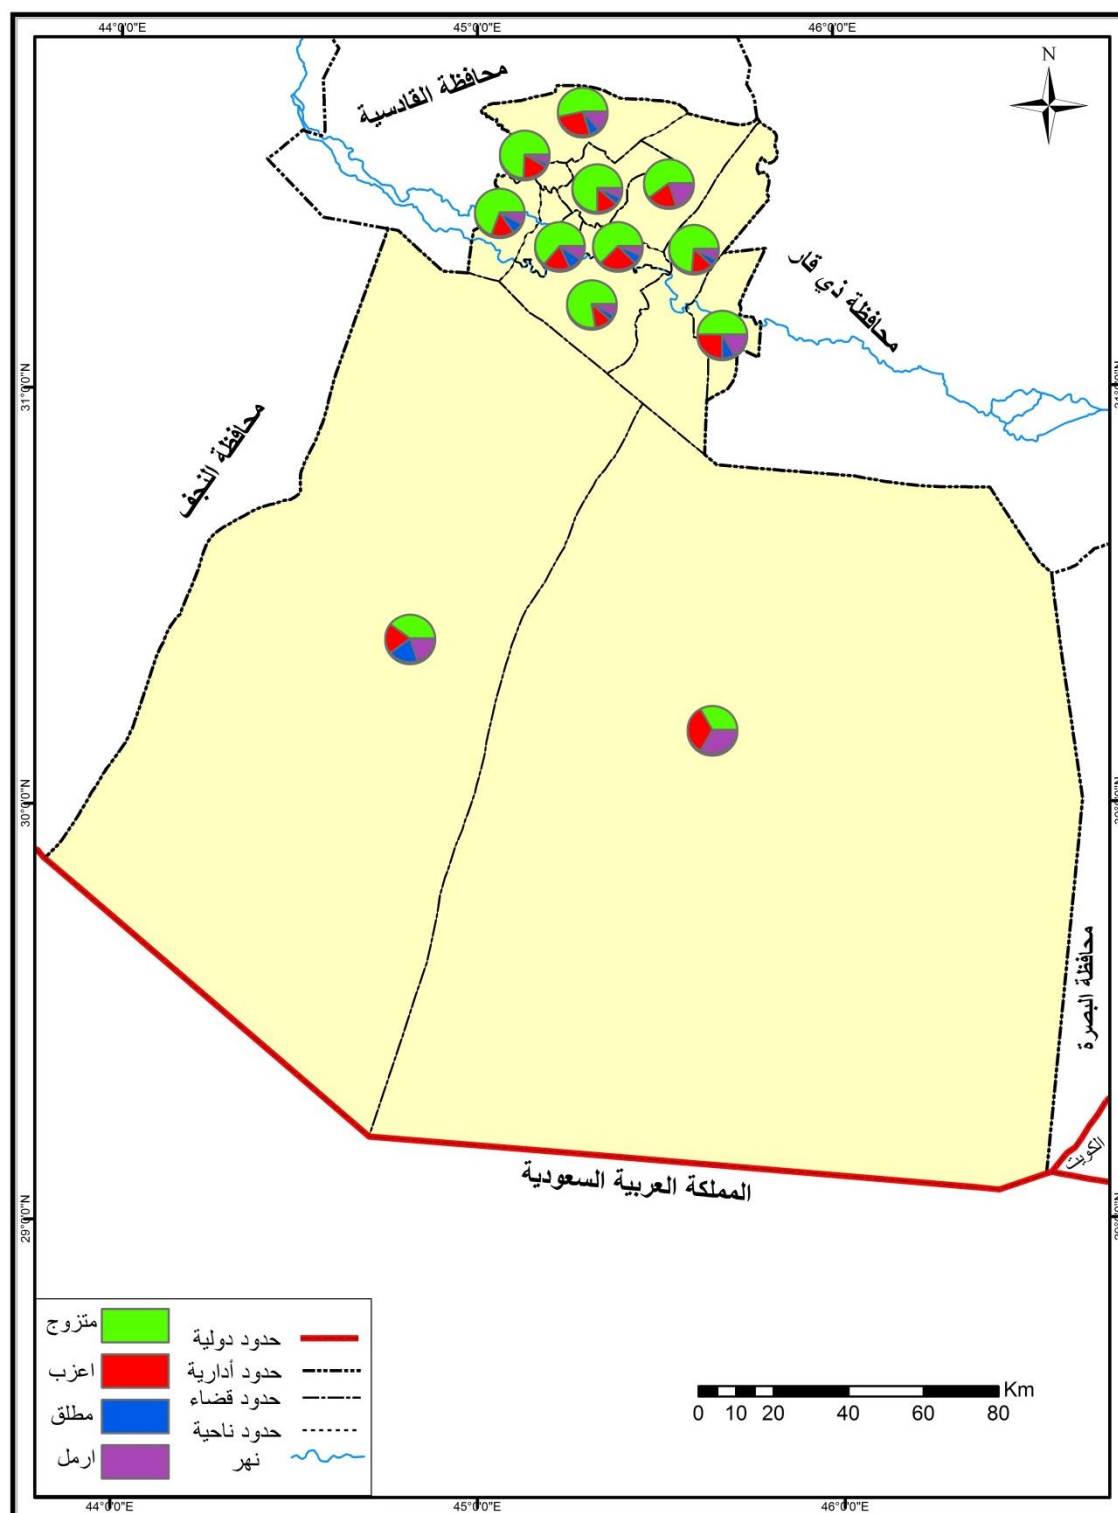 44°0'0"E
45°0'0"E
46°0'0"E
N
محافظة القادسية
محافظة ذي قار
31°0'0"N
محافظة النجف
30°0'0"N
محافظة البصرة
الكويت
المملكة العربية السعودية
29°0'0"N
متزوج
اعزب
مطلق
ارمل
حدود دولية
حدود أدارية
حدود قضاء
حدود ناحية
نهر
Km
0 10 20 40 60 80
44°0'0"E
45°0'0"E
46°0'0"E